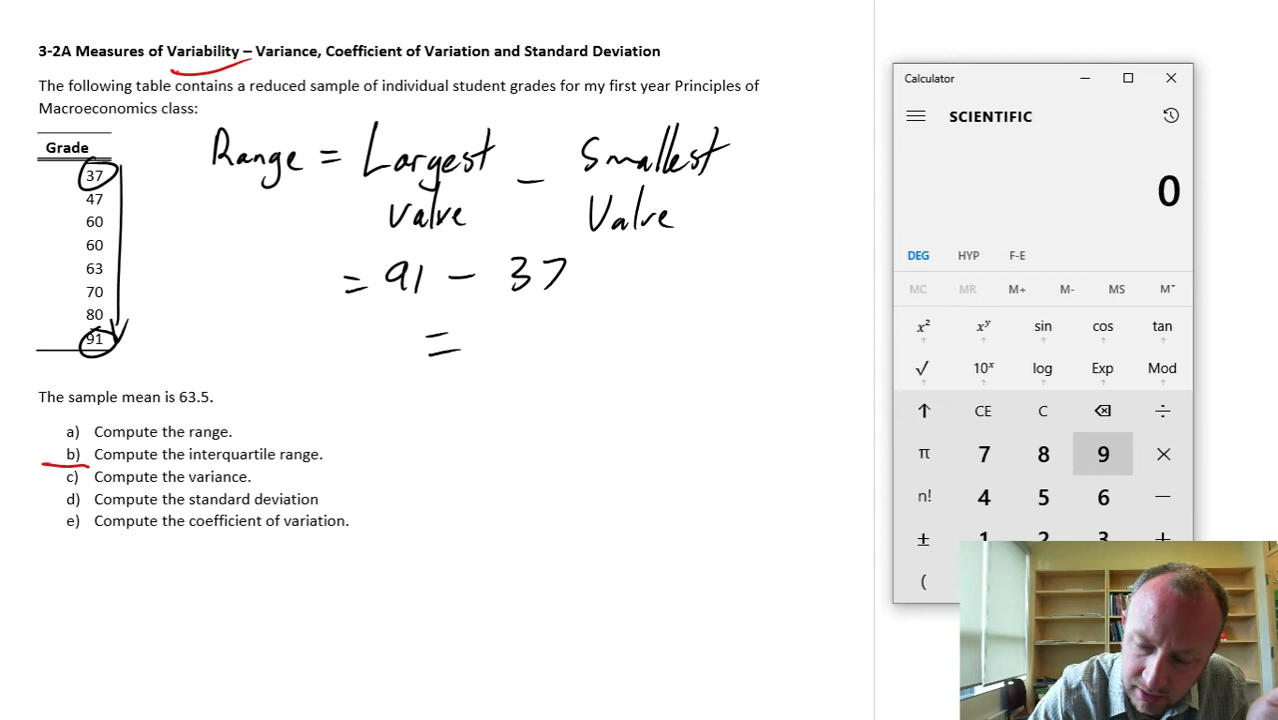 3-2A Measures of Variability – Variance, Coefficient of Variation and Standard Deviation
The following table contains a reduced sample of individual student grades for my first year Principles of
Macroeconomics class:
Grade
37
47
60
60
63
70
80
91
Range = Largest Value - Smallest Value
= 91 - 37
=
The sample mean is 63.5.
a) Compute the range.
b) Compute the interquartile range.
c) Compute the variance.
d) Compute the standard deviation
e) Compute the coefficient of variation.
Calculator
SCIENTIFIC
0
DEG HYP F-E
MC MR M+ M- MS M˅
x² xʸ sin cos tan
√ 10ˣ log Exp Mod
↑ CE C ⌫ ÷
π 7 8 9 ×
n! 4 5 6 −
± 1 2 3 +
(